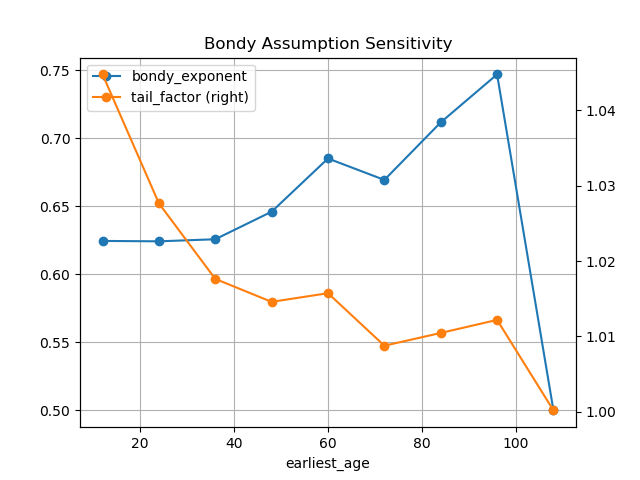 Bondy Assumption Sensitivity
bondy_exponent
tail_factor (right)
0.75
0.70
0.65
0.60
0.55
0.50
1.04
1.03
1.02
1.01
1.00
20 40 60 80 100
earliest_age